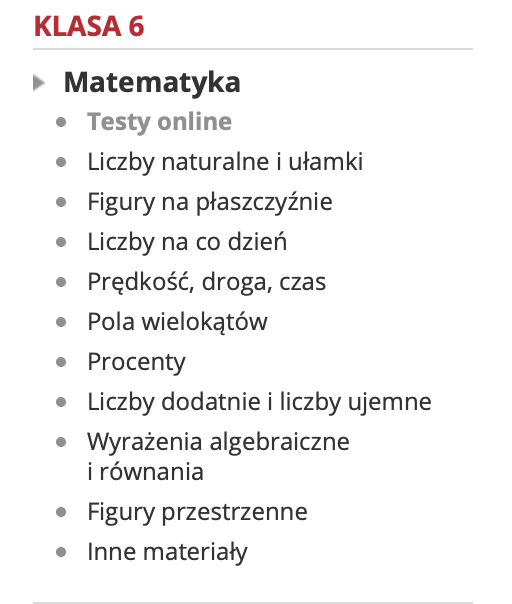 KLASA 6
Matematyka
Testy online
Liczby naturalne i ułamki
Figury na płaszczyźnie
Liczby na co dzień
Prędkość, droga, czas
Pola wielokątów
Procenty
Liczby dodatnie i liczby ujemne
Wyrażenia algebraiczne
i równania
Figury przestrzenne
Inne materiały